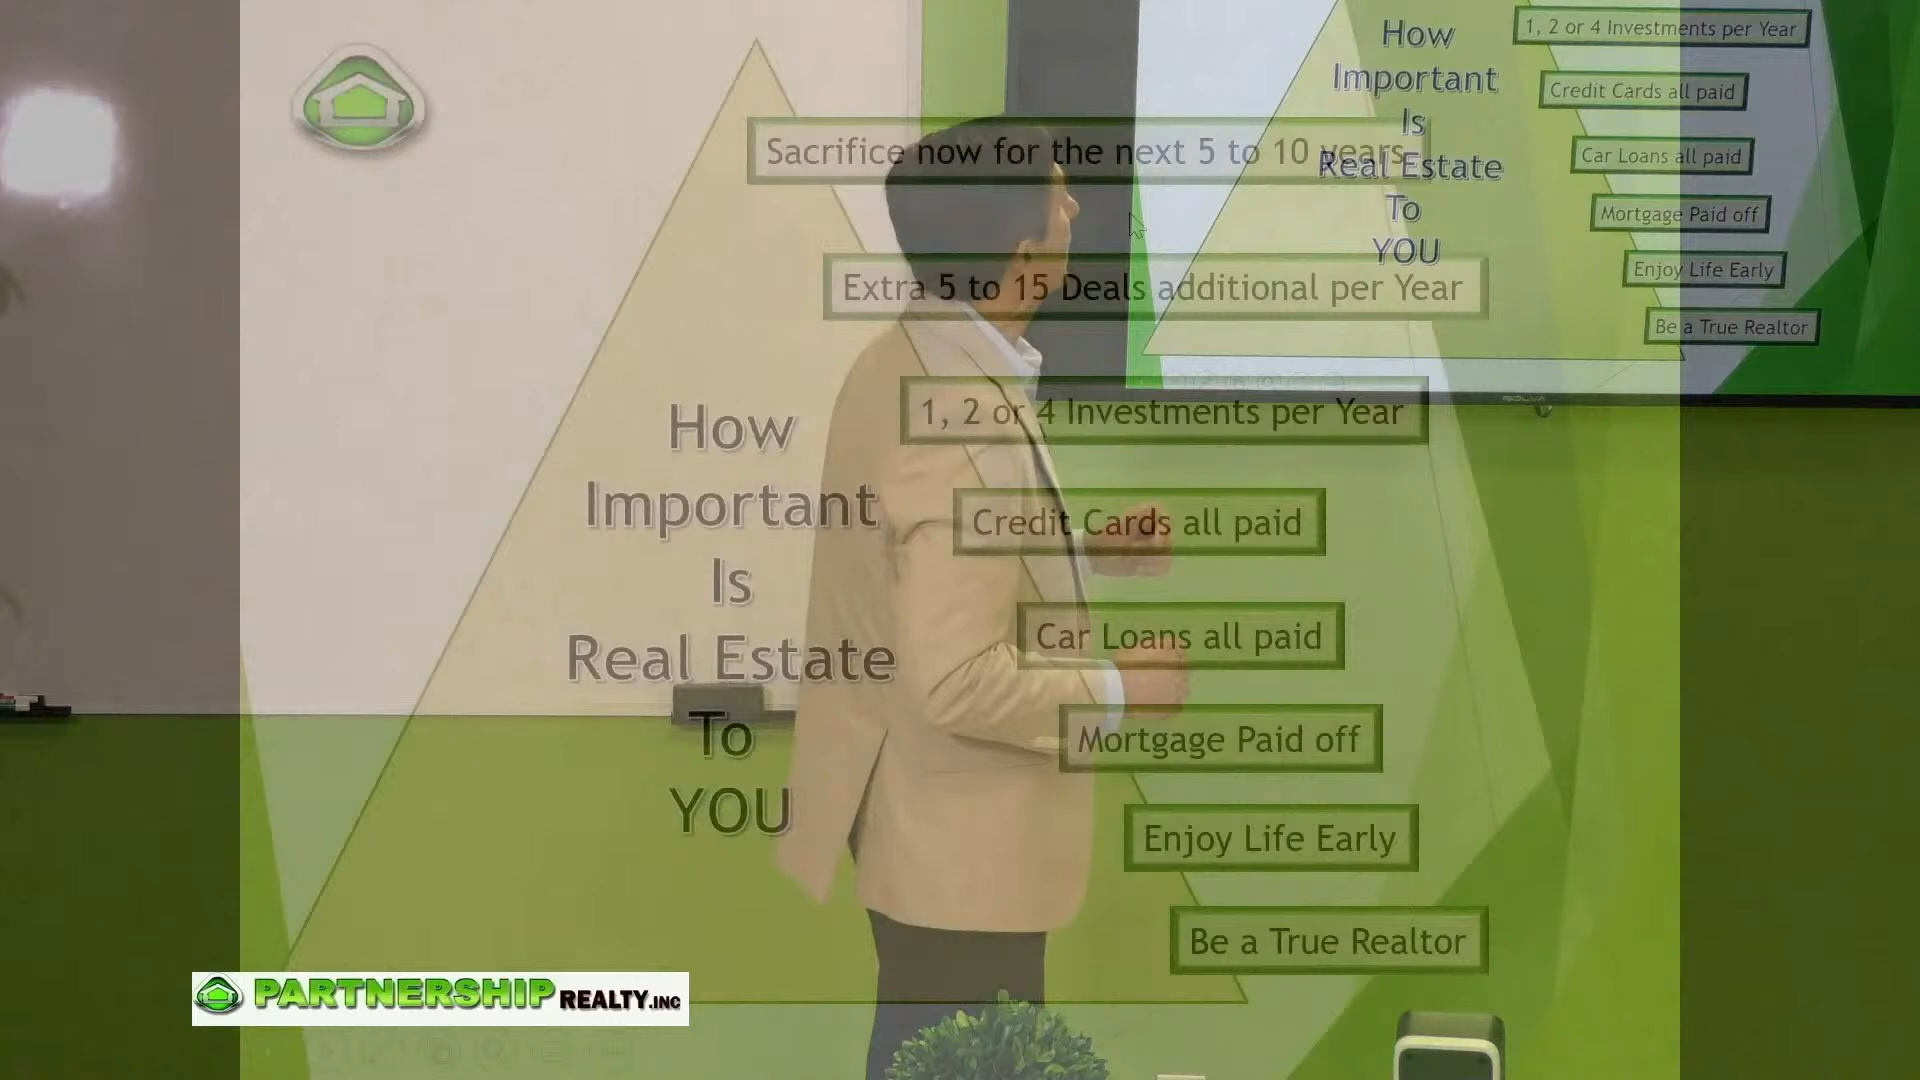 Sacrifice now for the next 5 to 10 years
Extra 5 to 15 Deals additional per Year
1, 2 or 4 Investments per Year
Credit Cards all paid
Car Loans all paid
Mortgage Paid off
Enjoy Life Early
Be a True Realtor
How
Important
Is
Real Estate
To
YOU
How
Important
Is
Real Estate
To
YOU
1, 2 or 4 Investments per Year
Credit Cards all paid
Car Loans all paid
Mortgage Paid off
Enjoy Life Early
Be a True Realtor
PARTNERSHIP REALTY.INC